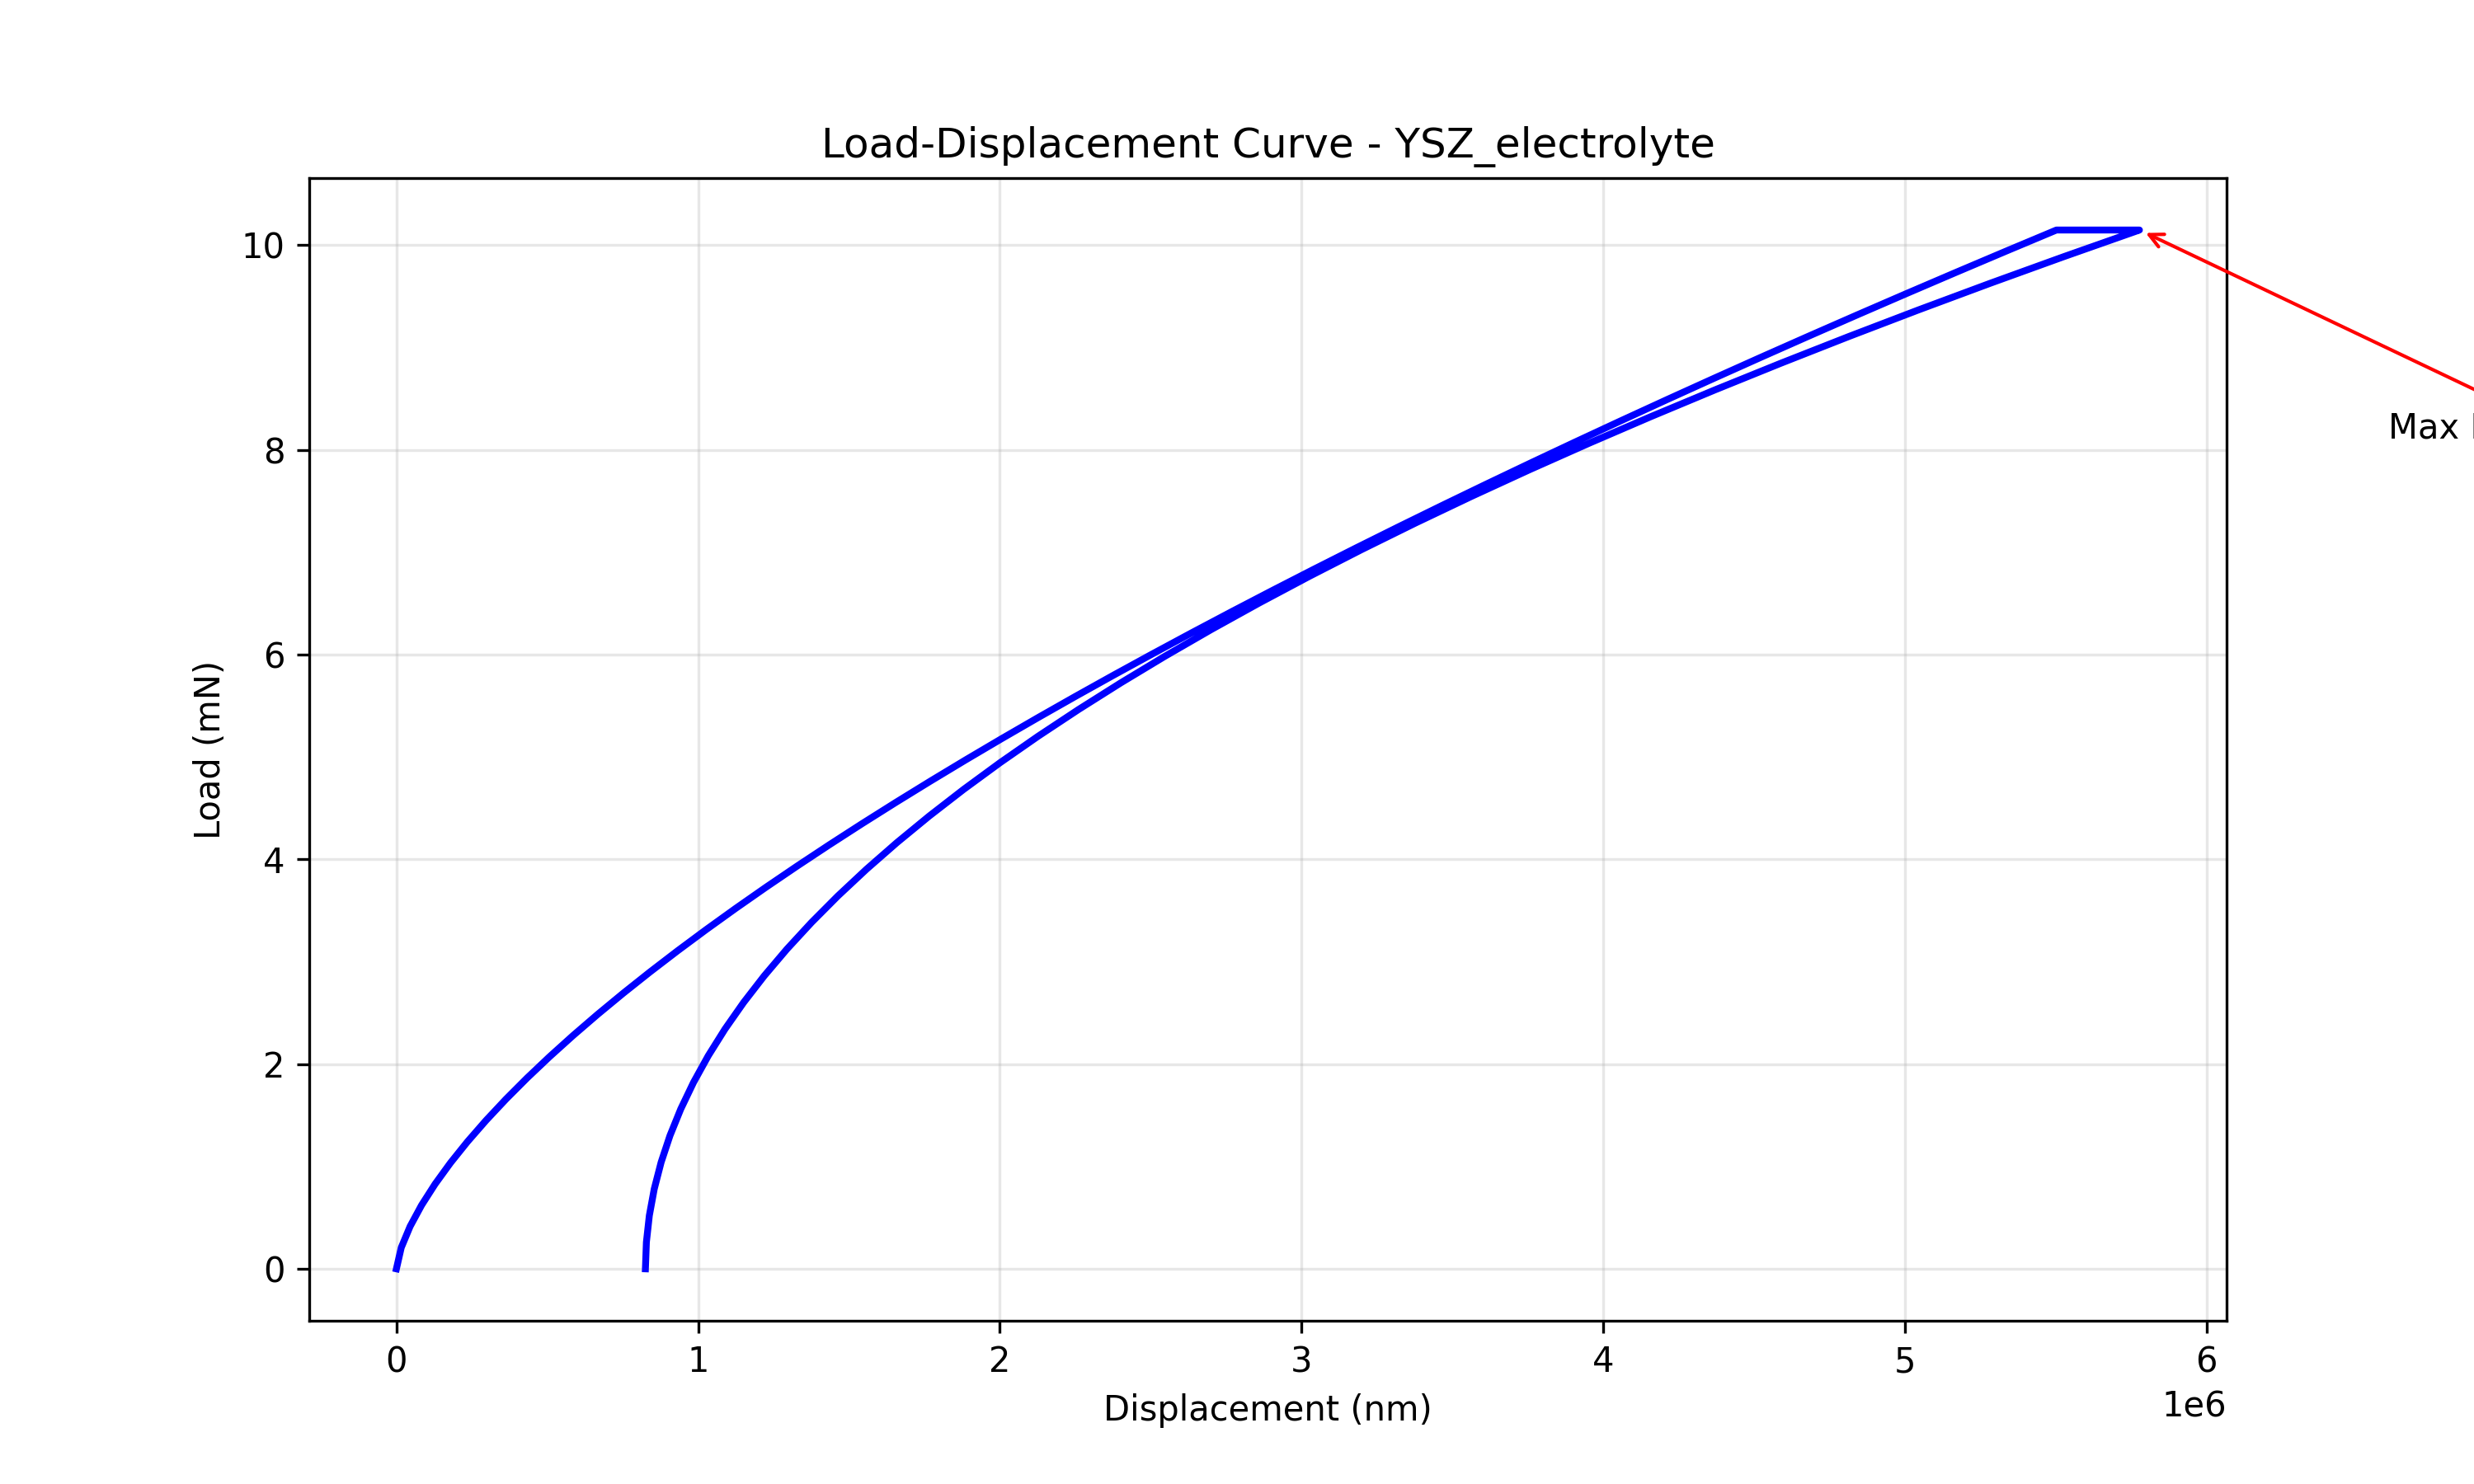 Load-Displacement Curve - YSZ_electrolyte
10
8
6
4
2
0
Load (mN)
Max
0
1
2
3
4
5
6
1e6
Displacement (nm)